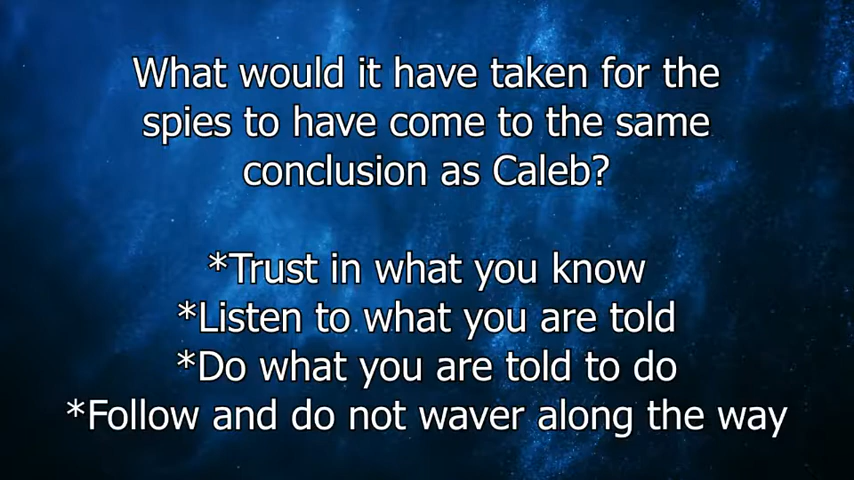 What would it have taken for the
spies to have come to the same
conclusion as Caleb?
*Trust in what you know
*Listen to what you are told
*Do what you are told to do
*Follow and do not waver along the way